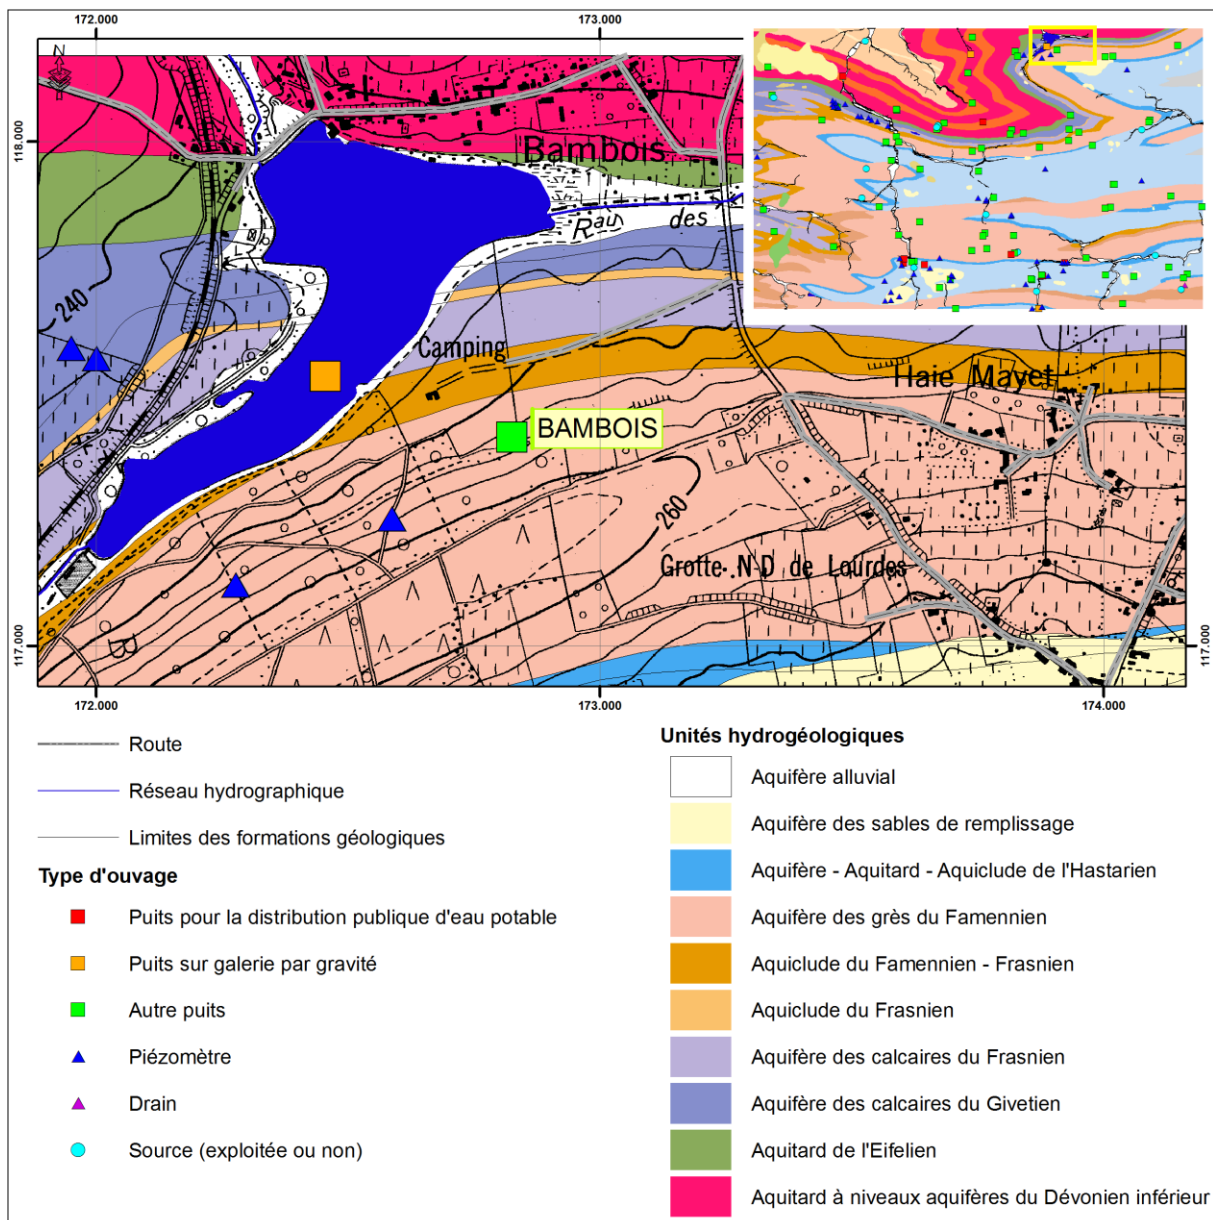 172.000
173.000
N
118.000
Bambois
Rau des
240
Camping
Haie Mayet
BAMBOIS
260
Grotte N-D de Lourdes
B
117.000
117.000
172.000
173.000
174.000
Route
Réseau hydrographique
Limites des formations géologiques
Type d'ouvage
Puits pour la distribution publique d'eau potable
Puits sur galerie par gravité
Autre puits
Piézomètre
Drain
Source (exploitée ou non)
Unités hydrogéologiques
Aquifère alluvial
Aquifère des sables de remplissage
Aquifère - Aquitard - Aquiclude de l'Hastarien
Aquifère des grès du Famennien
Aquiclude du Famennien - Frasnien
Aquiclude du Frasnien
Aquifère des calcaires du Frasnien
Aquifère des calcaires du Givetien
Aquitard de l'Eifelien
Aquitard à niveaux aquifères du Dévonien inférieur